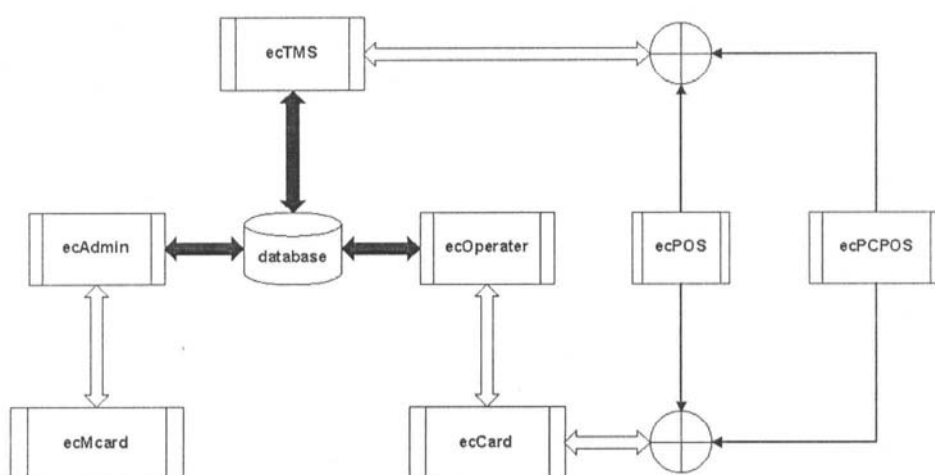 ecTMS
ecAdmin
database
ecOperater
ecPOS
ecPCPOS
ecMcard
ecCard